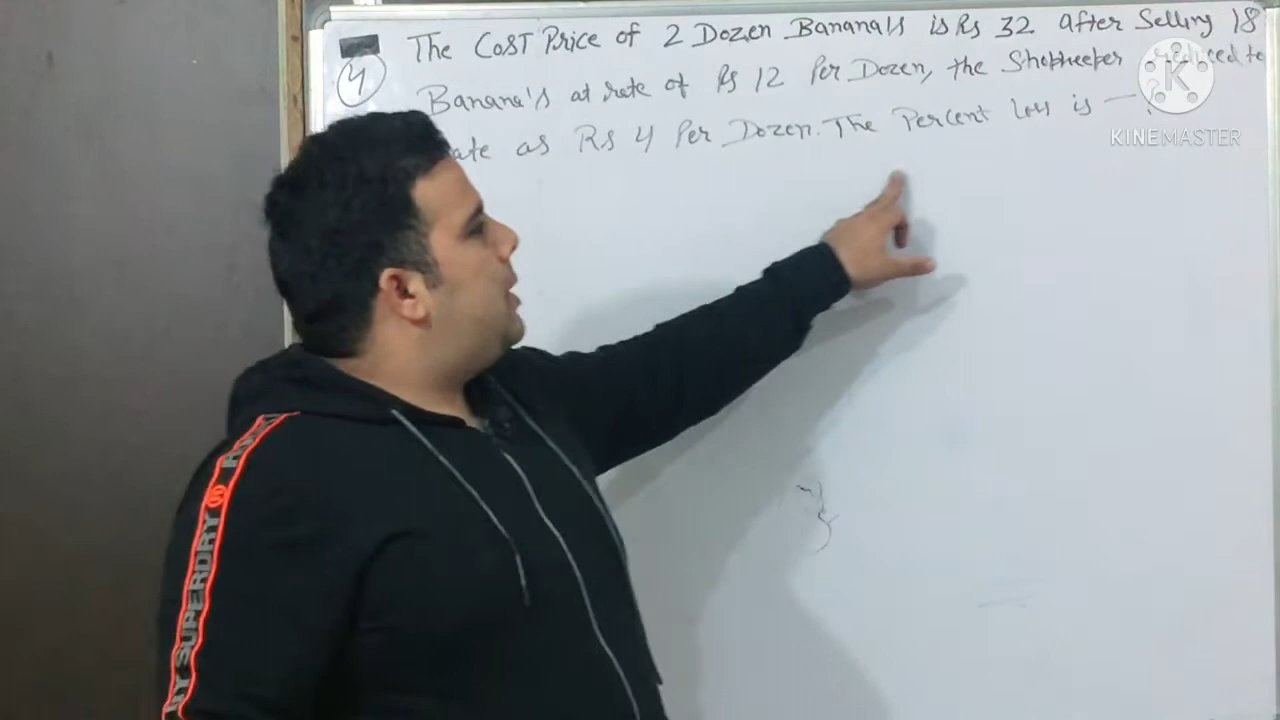 The Cost Price of 2 Dozen Banana's is Rs 32 After Selling 18
4
Banana's at rate of Rs 12 Per Dozen, the Shopkeeper
ate as Rs 4 Per Dozen. The Percent loss is — ?
K
KINEMASTER
SUPERDRY